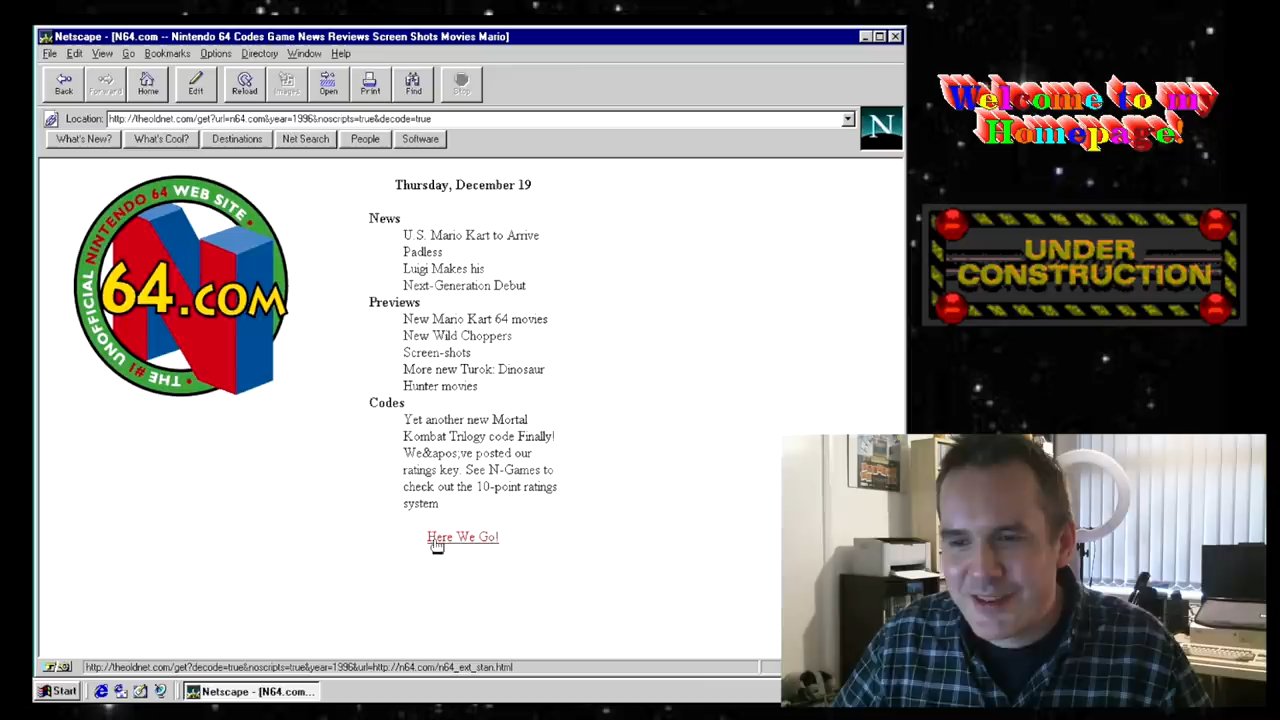 Netscape - [N64.com -- Nintendo 64 Codes Game News Reviews Screen Shots Movies Mario]
File Edit View Go Bookmarks Options Directory Window Help
Back Forward Home Edit Reload Images Open Print Find Stop
Location: http://theoldnet.com/get?url=n64.com&year=1996&noscripts=true&decode=true
N
What's New? What's Cool? Destinations Net Search People Software
Welcome to my
Homepage!
THE #1 UNOFFICIAL NINTENDO 64 WEB SITE
64.COM
Thursday, December 19
News
U.S. Mario Kart to Arrive
Padless
Luigi Makes his
Next-Generation Debut
Previews
New Mario Kart 64 movies
New Wild Choppers
Screen-shots
More new Turok: Dinosaur
Hunter movies
Codes
Yet another new Mortal
Kombat Trilogy code Finally!
We&apos;ve posted our
ratings key. See N-Games to
check out the 10-point ratings
system
Here We Go!
UNDER
CONSTRUCTION
http://theoldnet.com/get?decode=true&noscripts=true&year=1996&url=http://n64.com/n64_ext_stan.html
Start Netscape - [N64.com...